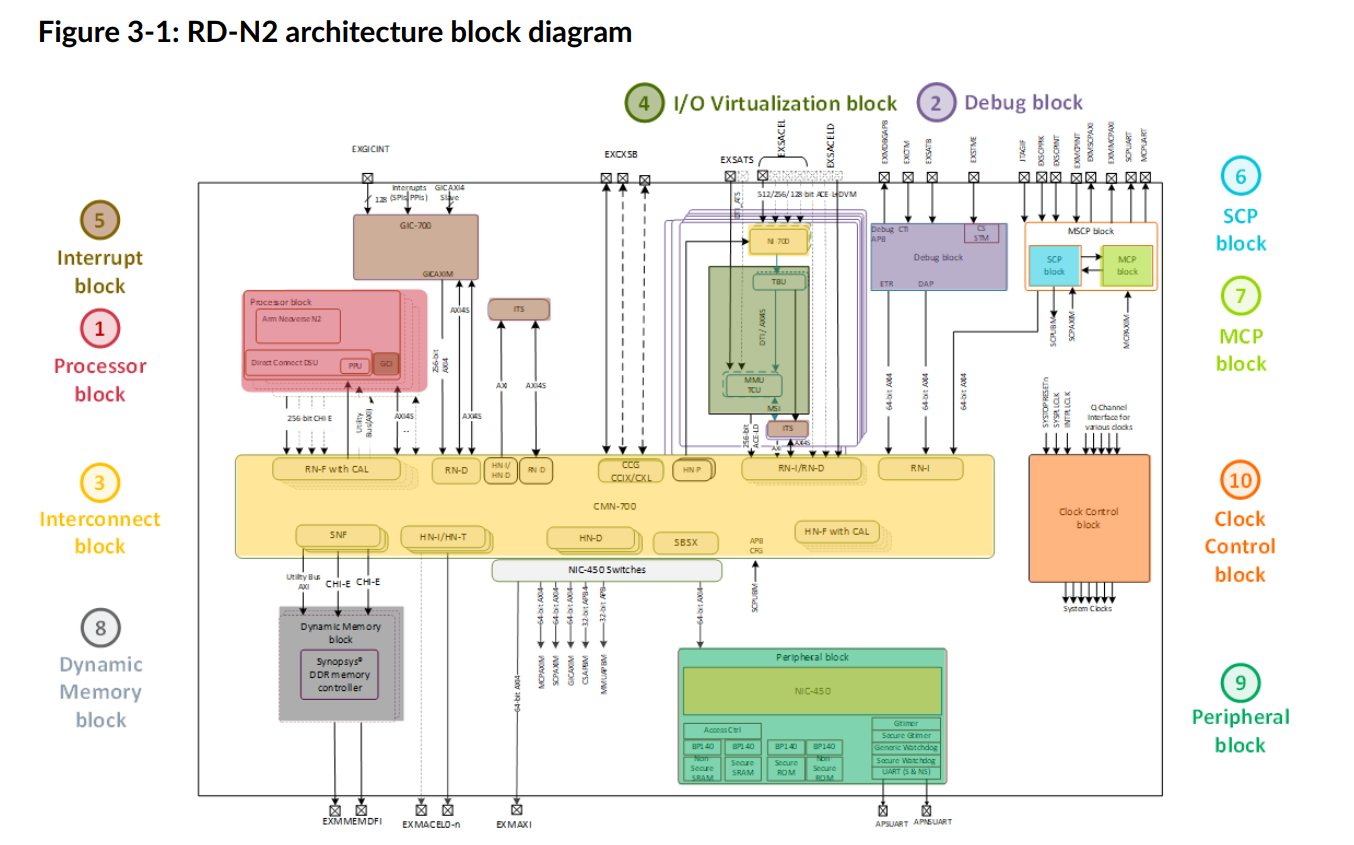 Figure 3-1: RD-N2 architecture block diagram
4 I/O Virtualization block
2 Debug block
EXGICINT
EXCXSB
EXSATS
EXSACEL
EXSACELD
EXMDBGAPB
EXCTM
EXSATB
EXSTME
JTAGIF
EXMSCPAXI
EXMMCPAXI
SCPUART
MCPUART
5
Interrupt
block
1
Processor
block
3
Interconnect
block
8
Dynamic
Memory
block
6
SCP
block
7
MCP
block
10
Clock
Control
block
9
Peripheral
block
128
Interrupts
(SPIs, PPIs)
GICAXI4
Slave
GIC-700
GICAXIM
Processor block
Arm Neoverse N2
Direct Connect DSU
PPU
GCI
256-bit CHI E
Utility
Bus(AXI)
AXI4S
...
256-bit
AXI4
AXI4S
AXI4S
ITS
AXI
AXI4S
512/256/128 bit ACE-L+DVM
DTI_ATS
NI-700
TBU
DTI / AXI4S
MMU
TCU
MSI
ITS
256-bit
ACE-LD
AXI
AXI4S
Debug
APB
CTI
CS
STM
Debug block
ETR
DAP
64-bit AXI4
64-bit AXI4
64-bit AXI4
MSCP block
SCP
block
MCP
block
SCPUBM
SCPAXIM
MCPAXIM
RN-F with CAL
RN-D
HN-I/
HN-D
RN-D
CCG
CCIX/CXL
HN-P
RN-I/RN-D
RN-I
CMN-700
SNF
HN-I/HN-T
HN-D
SBSX
APB
CFG
HN-F with CAL
NIC-450 Switches
SYSTOPRESETn
SYSPLLCLK
INTPLLCLK
Q-Channel
Interface for
various clocks
Clock Control
block
System Clocks
Utility Bus
AXI
CHI-E
CHI-E
Dynamic Memory
block
Synopsys®
DDR memory
controller
64-bit AXI4
64-bit AXI4
64-bit AXI4
64-bit AXI4
32-bit APB4
32-bit APB
64-bit AXI4
MCPAXIM
SCPAXIM
GICAXIM
CSAPBM
MMUAPBM
SCPUBM
Peripheral block
NIC-450
Access Ctrl
BP140
BP140
BP140
BP140
Non
Secure
SRAM
Secure
SRAM
Secure
ROM
Non
Secure
ROM
Gtimer
Secure Gtimer
Generic Watchdog
Secure Watchdog
UART (S & NS)
EXMMEMDFI
EXMACEL0-n
EXMAXI
APSUART
APNSUART